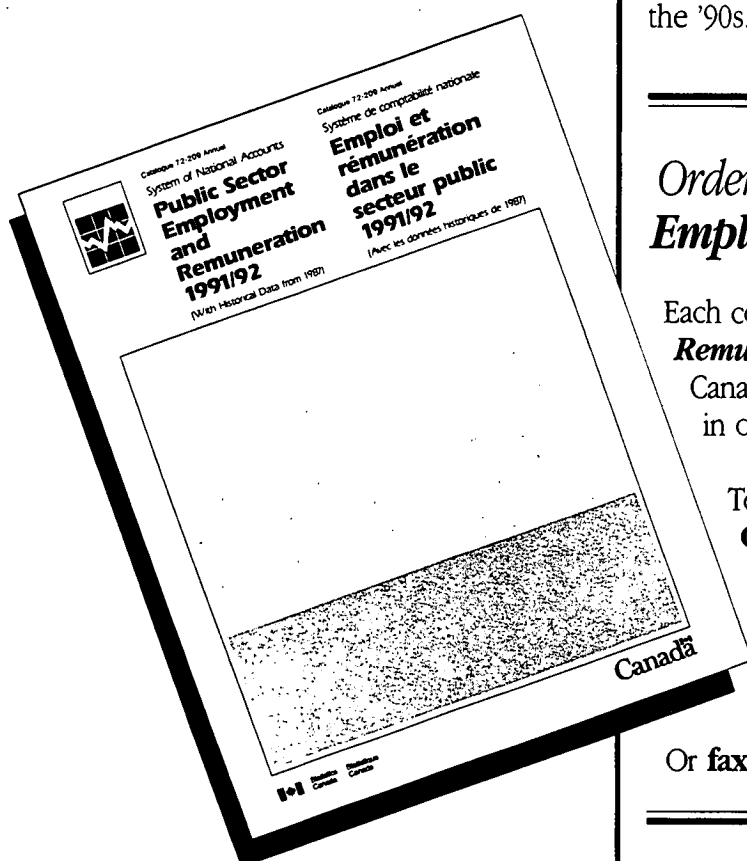 Catalogue 72-209 Annual
System of National Accounts
Public Sector
Employment
and
Remuneration
1991/92
(With Historical Data from 1987)
Catalogue 72-209 Annuel
Système de comptabilité nationale
Emploi et
rémunération
dans le
secteur public
1991/92
(Avec les données historiques de 1987)
Canada
Statistics Statistique
Canada Canada
the '90s.
Order
Empl
Each co
Remu
Cana
in o
To
Or fax